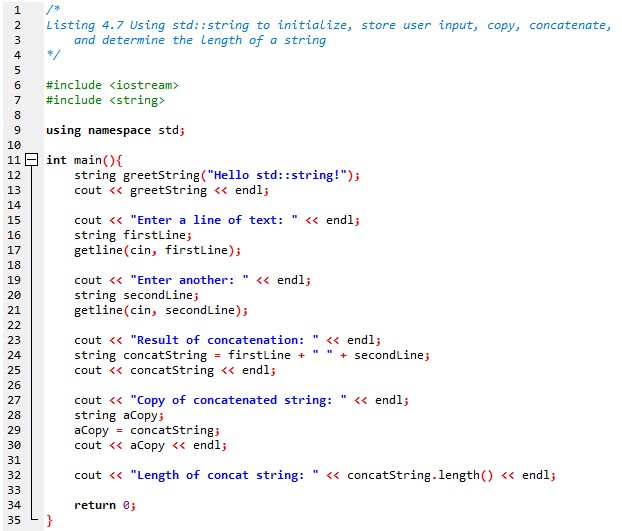 1 /*
2 Listing 4.7 Using std::string to initialize, store user input, copy, concatenate,
3     and determine the length of a string
4 */
5
6 #include <iostream>
7 #include <string>
8
9 using namespace std;
10
11 int main(){
12     string greetString("Hello std::string!");
13     cout << greetString << endl;
14
15     cout << "Enter a line of text: " << endl;
16     string firstLine;
17     getline(cin, firstLine);
18
19     cout << "Enter another: " << endl;
20     string secondLine;
21     getline(cin, secondLine);
22
23     cout << "Result of concatenation: " << endl;
24     string concatString = firstLine + " " + secondLine;
25     cout << concatString << endl;
26
27     cout << "Copy of concatenated string: " << endl;
28     string aCopy;
29     aCopy = concatString;
30     cout << aCopy << endl;
31
32     cout << "Length of concat string: " << concatString.length() << endl;
33
34     return 0;
35 }